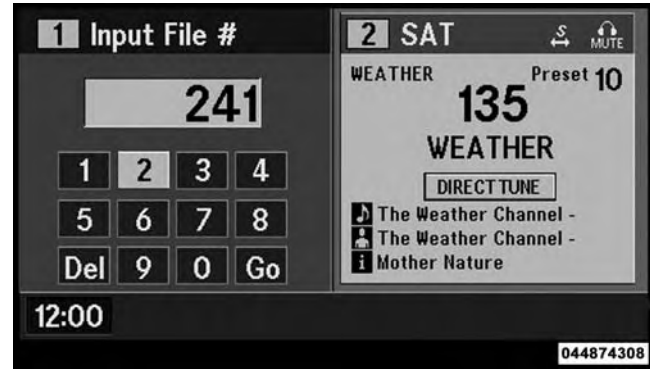 1 Input File #
241
1 2 3 4
5 6 7 8
Del 9 0 Go
2 SAT S MUTE
WEATHER Preset 10
135
WEATHER
DIRECT TUNE
The Weather Channel -
The Weather Channel -
i Mother Nature
12:00
044874308